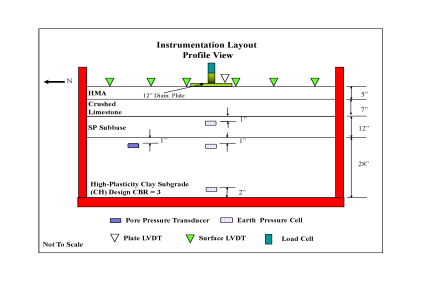 Instrumentation Layout
Profile View
N
12" Diam. Plate
HMA
5"
Crushed
Limestone
7"
1"
SP Subbase
12"
1"
1"
28"
High-Plasticity Clay Subgrade
(CH) Design CBR = 3
2"
Pore Pressure Transducer
Earth Pressure Cell
Plate LVDT
Surface LVDT
Load Cell
Not To Scale